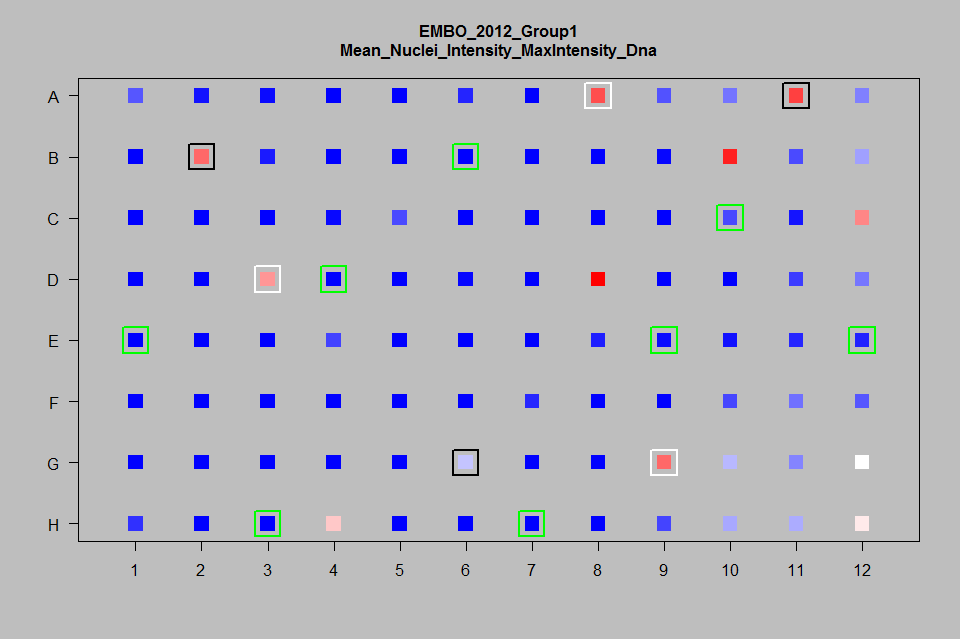 EMBO_2012_Group1
Mean_Nuclei_Intensity_MaxIntensity_Dna
A
B
C
D
E
F
G
H
1 2 3 4 5 6 7 8 9 10 11 12